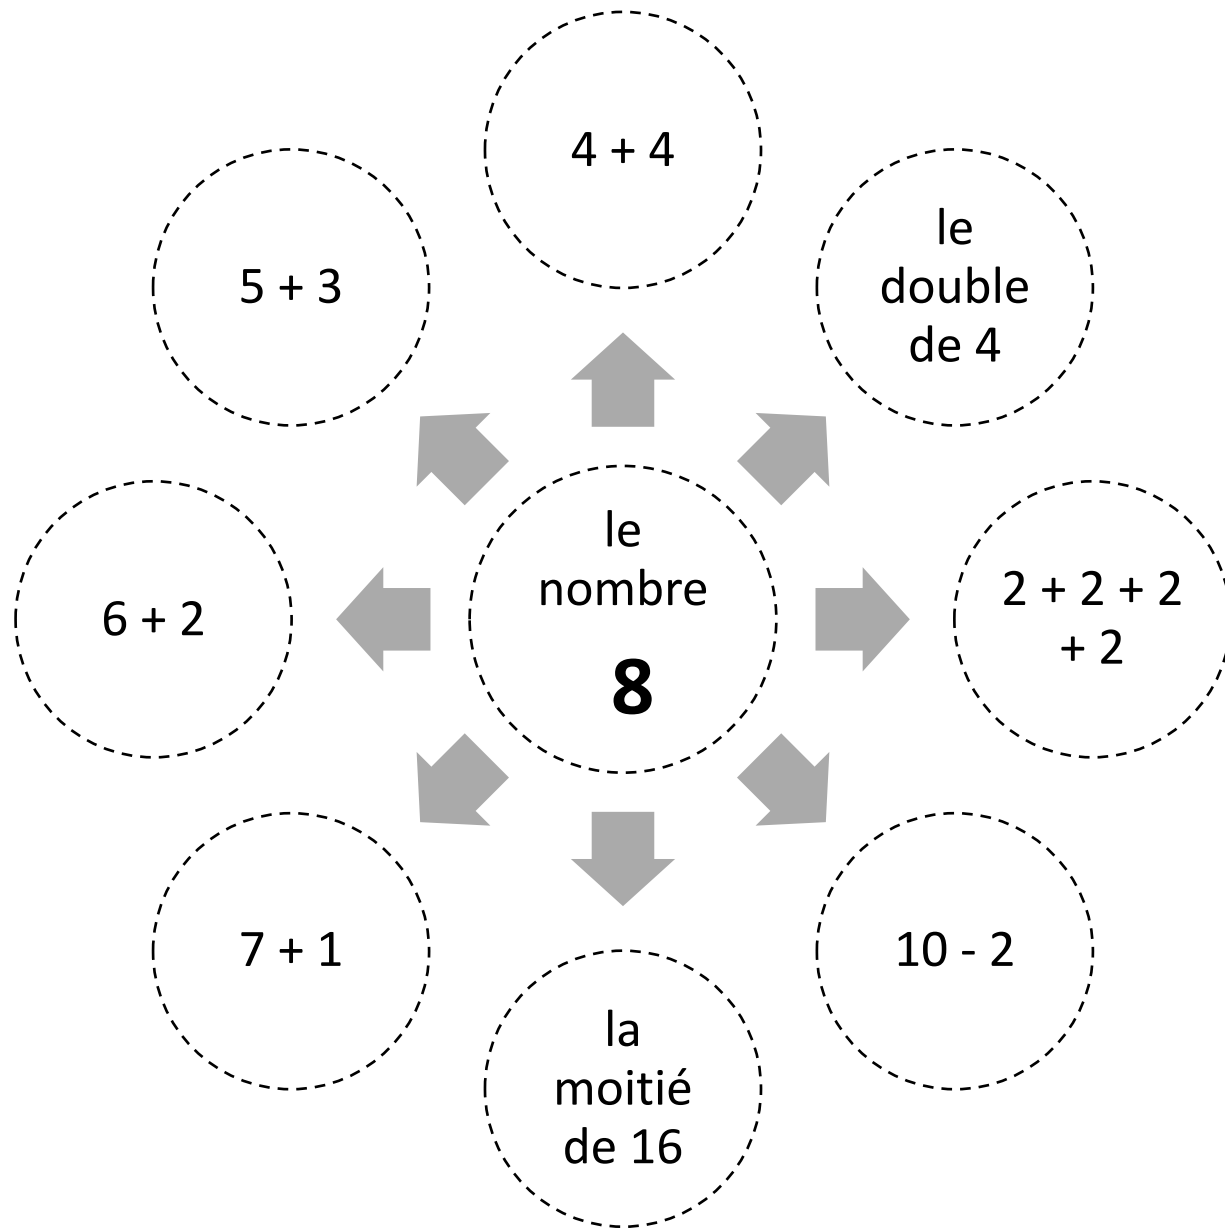 4 + 4
le
double
de 4
5 + 3
le
nombre
8
2 + 2 + 2
+ 2
6 + 2
7 + 1
10 - 2
la
moitié
de 16